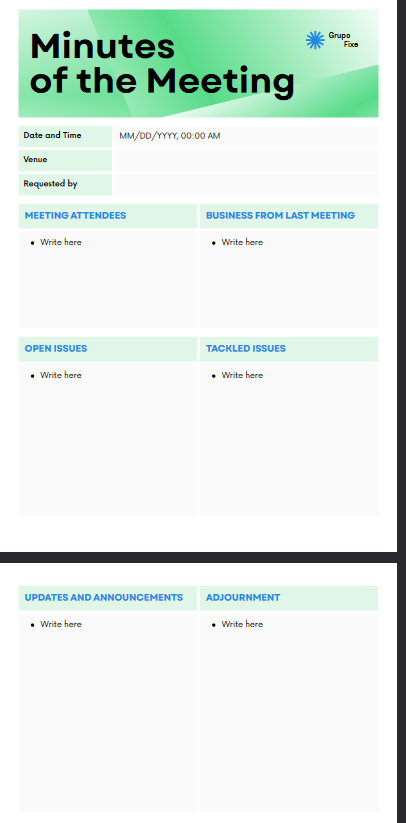 Minutes
of the Meeting
Grupo
Fixe
Date and Time
MM/DD/YYYY, 00:00 AM
Venue
Requested by
MEETING ATTENDEES
BUSINESS FROM LAST MEETING
• Write here
• Write here
OPEN ISSUES
TACKLED ISSUES
• Write here
• Write here
UPDATES AND ANNOUNCEMENTS
ADJOURNMENT
• Write here
• Write here